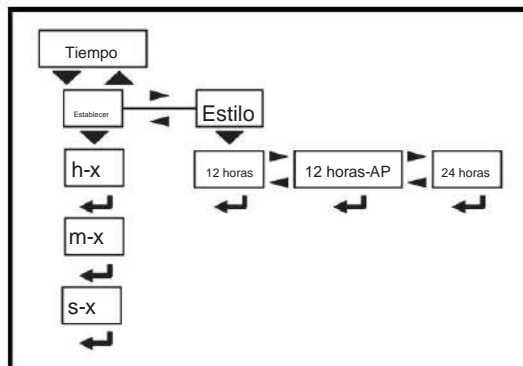 Tiempo
Establecer
Estilo
h-x
12 horas
12 horas-AP
24 horas
m-x
s-x